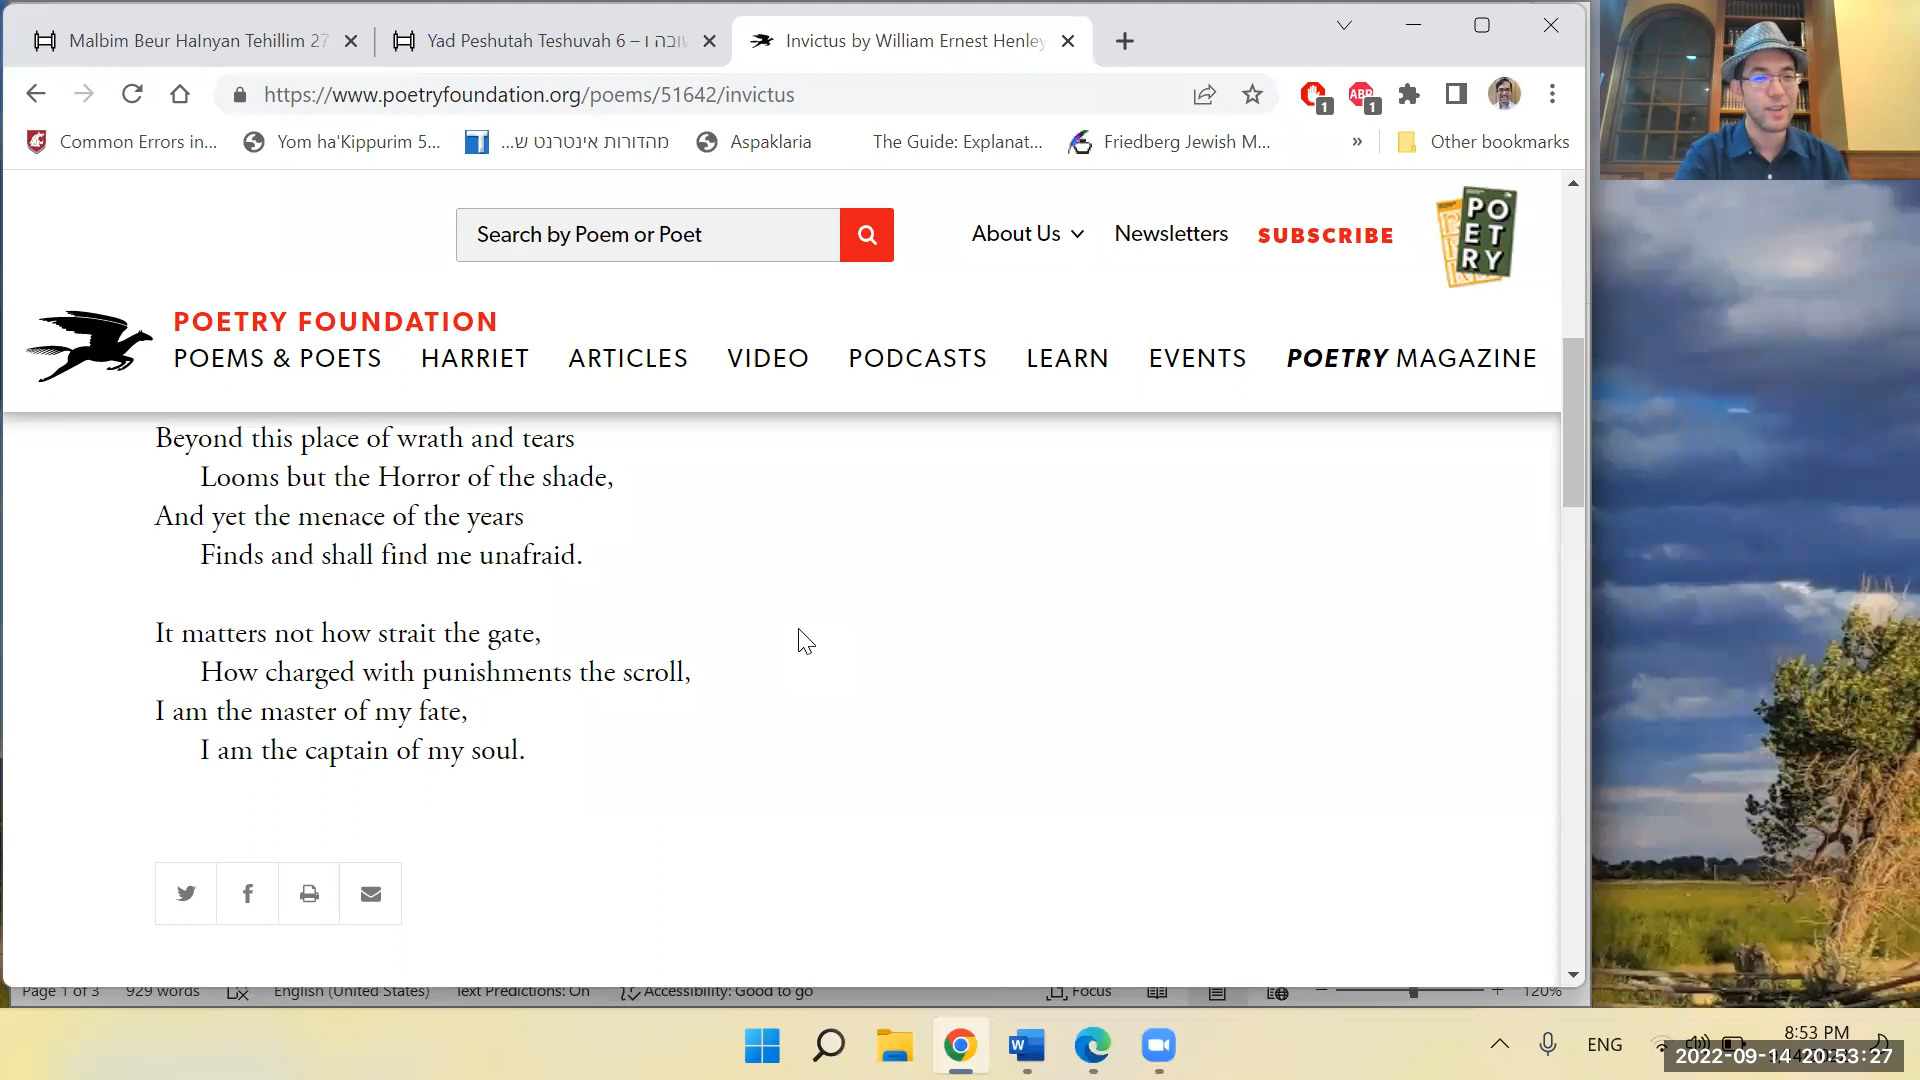 Malbim Beur HaInyan Tehillim 27
Yad Peshutah Teshuvah 6 – שובה ו
Invictus by William Ernest Henley
https://www.poetryfoundation.org/poems/51642/invictus
1
ABP
1
Common Errors in...
Yom ha'Kippurim 5...
מהדורות אינטרנט ש...
Aspaklaria
The Guide: Explanat...
Friedberg Jewish M...
»
Other bookmarks
Search by Poem or Poet
About Us
Newsletters
SUBSCRIBE
POETRY
POETRY FOUNDATION
POEMS & POETS
HARRIET
ARTICLES
VIDEO
PODCASTS
LEARN
EVENTS
POETRY MAGAZINE
Beyond this place of wrath and tears
Looms but the Horror of the shade,
And yet the menace of the years
Finds and shall find me unafraid.
It matters not how strait the gate,
How charged with punishments the scroll,
I am the master of my fate,
I am the captain of my soul.
Page 1 of 3
929 words
English (United States)
Text Predictions: On
Accessibility: Good to go
Focus
120%
ENG
8:53 PM
2022-09-14 20:53:27